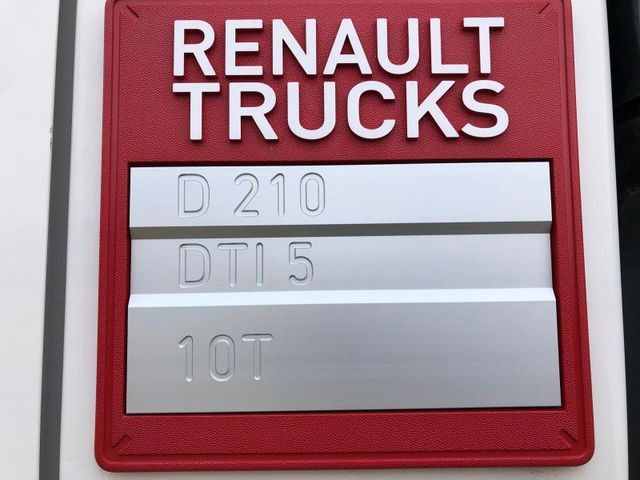 RENAULT
TRUCKS
D 210
DTI 5
10T